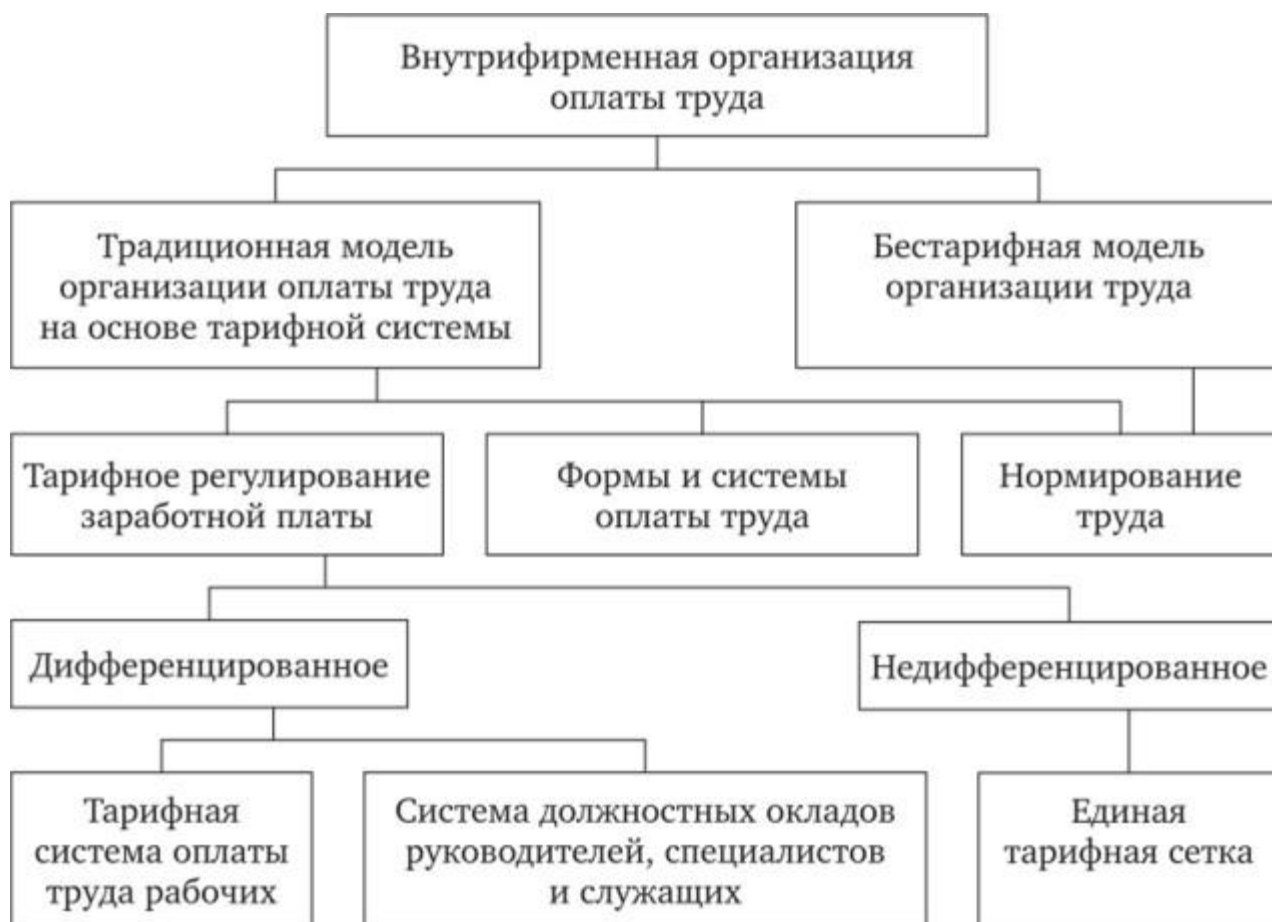 Внутрифирменная организация
оплаты труда
Традиционная модель
организации оплаты труда
на основе тарифной системы
Бестарифная модель
организации труда
Тарифное регулирование
заработной платы
Формы и системы
оплаты труда
Нормирование
труда
Дифференцированное
Недифференцированное
Тарифная
система оплаты
труда рабочих
Система должностных окладов
руководителей, специалистов
и служащих
Единая
тарифная сетка